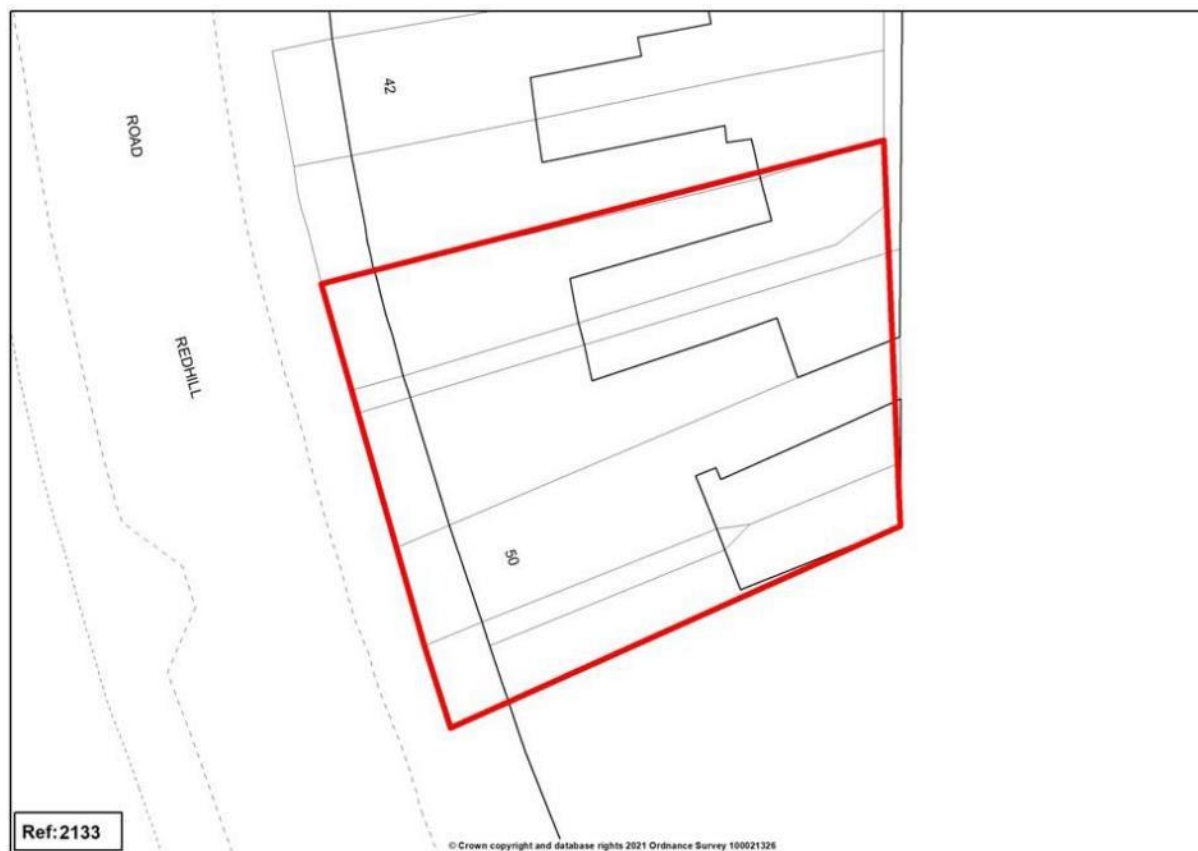 42
ROAD
REDHILL
50
Ref:2133
© Crown copyright and database rights 2021 Ordnance Survey 100021326